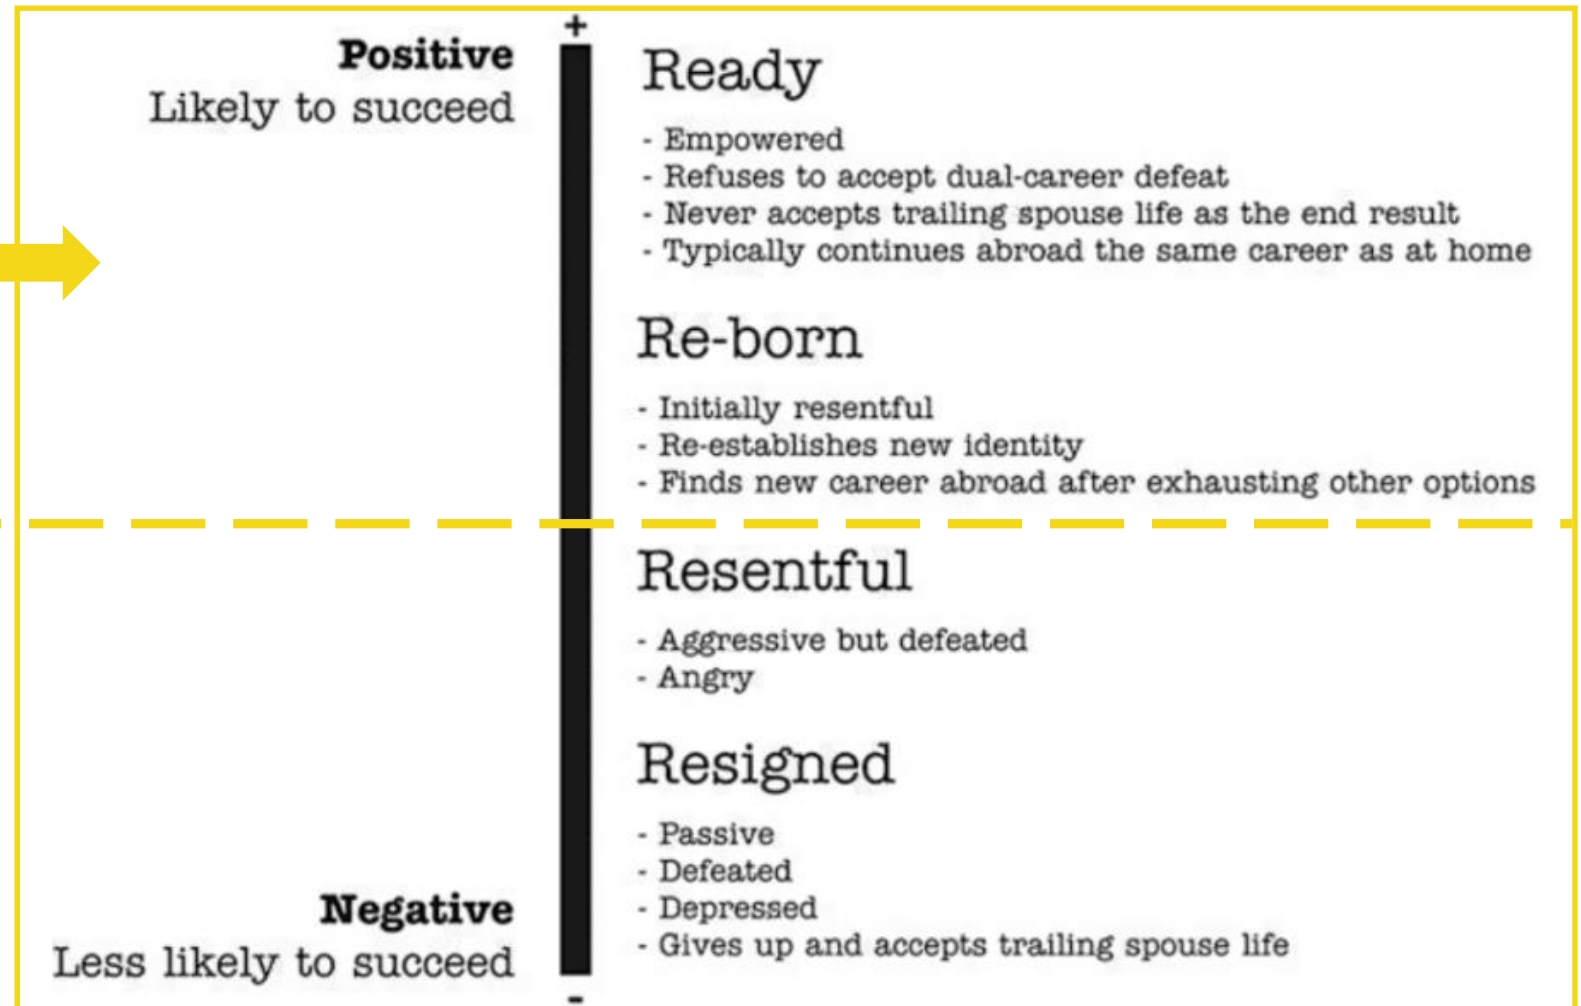 +
Positive
Likely to succeed
Ready
- Empowered
- Refuses to accept dual-career defeat
- Never accepts trailing spouse life as the end result
- Typically continues abroad the same career as at home
Re-born
- Initially resentful
- Re-establishes new identity
- Finds new career abroad after exhausting other options
Resentful
- Aggressive but defeated
- Angry
Resigned
- Passive
- Defeated
- Depressed
- Gives up and accepts trailing spouse life
Negative
Less likely to succeed
-